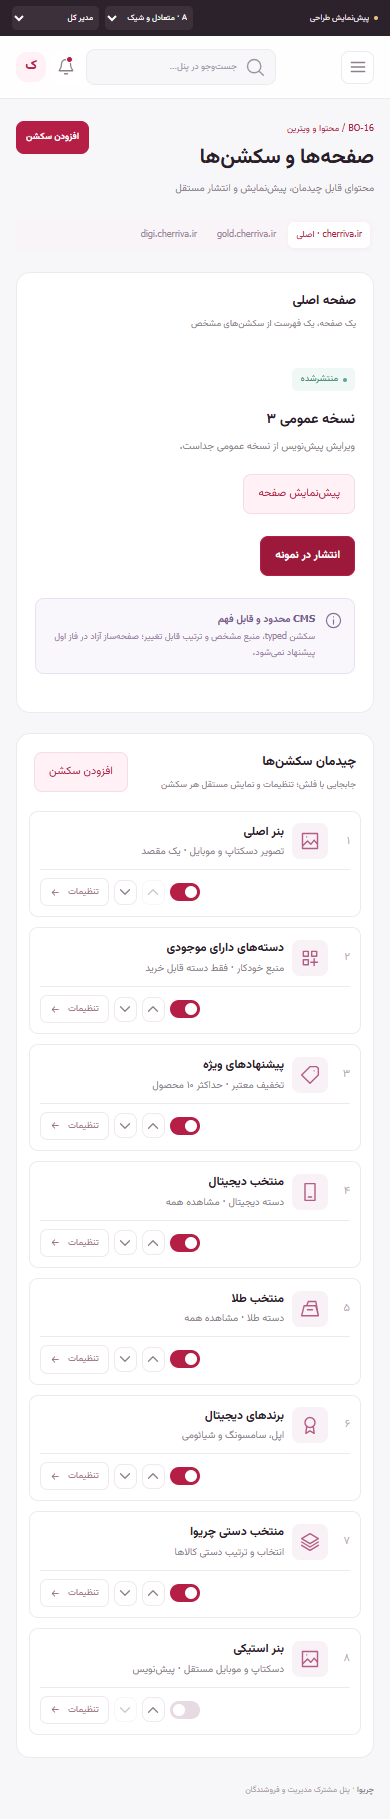 پیش‌نمایش طراحی
A · متعادل و شیک
مدیر کل
جست‌وجو در پنل...
ک
BO-16 / محتوا و ویترین
صفحه‌ها و سکشن‌ها
افزودن سکشن
محتوای قابل چیدمان، پیش‌نمایش و انتشار مستقل
cherriva.ir · اصلی
gold.cherriva.ir
digi.cherriva.ir
صفحه اصلی
یک صفحه، یک فهرست از سکشن‌های مشخص
منتشرشده
نسخه عمومی ۳
ویرایش پیش‌نویس از نسخه عمومی جداست.
پیش‌نمایش صفحه
انتشار در نمونه
CMS محدود و قابل فهم
سکشن typed، منبع مشخص و ترتیب قابل تغییر؛ صفحه‌ساز آزاد در فاز اول
پیشنهاد نمی‌شود.
چیدمان سکشن‌ها
جابجایی با فلش؛ تنظیمات و نمایش مستقل هر سکشن
افزودن سکشن
۱
بنر اصلی
تصویر دسکتاپ و موبایل · یک مقصد
تنظیمات ←
۲
دسته‌های دارای موجودی
منبع خودکار · فقط دسته قابل خرید
تنظیمات ←
۳
پیشنهادهای ویژه
تخفیف معتبر · حداکثر ۱۰ محصول
تنظیمات ←
۴
منتخب دیجیتال
دسته دیجیتال · مشاهده همه
تنظیمات ←
۵
منتخب طلا
دسته طلا · مشاهده همه
تنظیمات ←
۶
برندهای دیجیتال
اپل، سامسونگ و شیائومی
تنظیمات ←
۷
منتخب دستی چریوا
انتخاب و ترتیب دستی کالاها
تنظیمات ←
۸
بنر استیکی
دسکتاپ و موبایل مستقل · پیش‌نویس
تنظیمات ←
چریوا · پنل مشترک مدیریت و فروشندگان